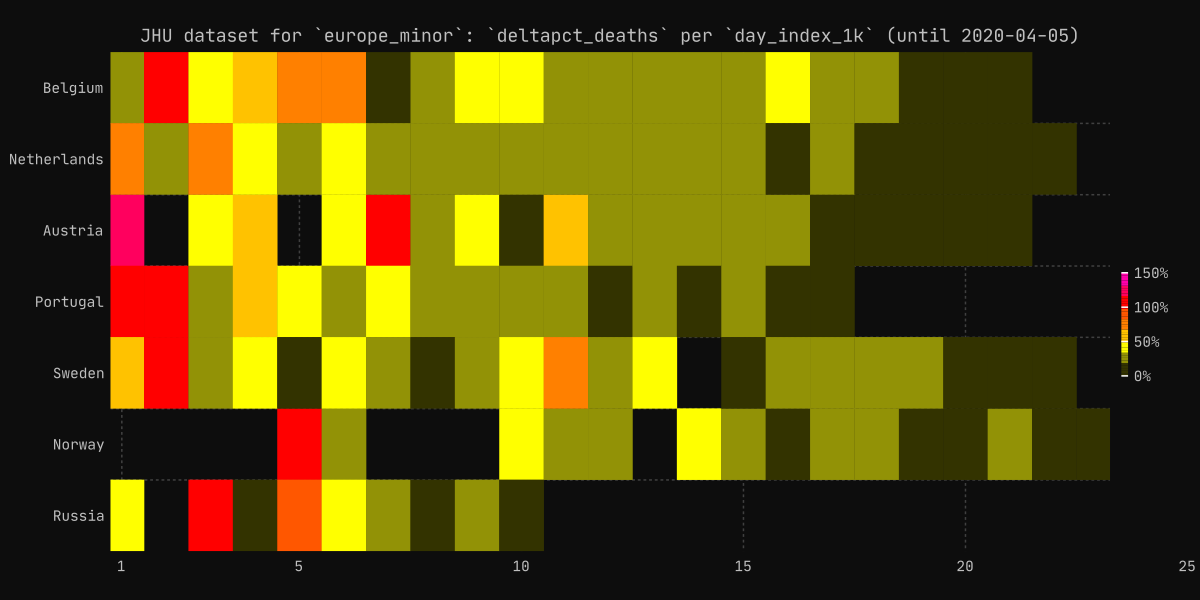 JHU dataset for `europe_minor`: `deltapct_deaths` per `day_index_1k` (until 2020-04-05)
Belgium
Netherlands
Austria
Portugal
Sweden
Norway
Russia
150%
100%
50%
0%
1 5 10 15 20 25